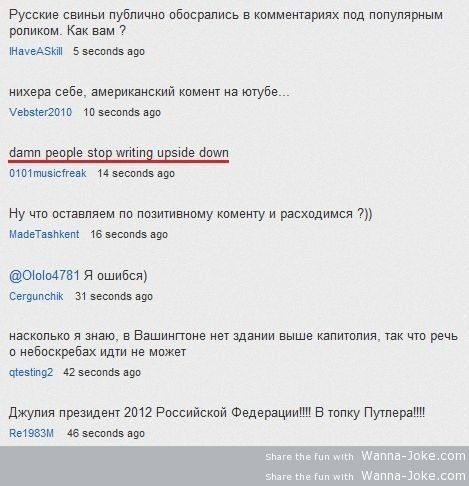 Русские свиньи публично обосрались в комментариях под популярным
роликом. Как вам ?
IHaveASkill 5 seconds ago
нихера себе, американский комент на ютубе...
Vebster2010 10 seconds ago
damn people stop writing upside down
0101musicfreak 14 seconds ago
Ну что оставляем по позитивному коменту и расходимся ?))
MadeTashkent 16 seconds ago
@Ololo4781 Я ошибся)
Cergunchik 31 seconds ago
насколько я знаю, в Вашингтоне нет здании выше капитолия, так что речь
о небоскребах идти не может
qtesting2 42 seconds ago
Джулия президент 2012 Российской Федерации!!!! В топку Путлера!!!!
Re1983M 46 seconds ago
Share the fun with Wanna-Joke.com
Share the fun with Wanna-Joke.com